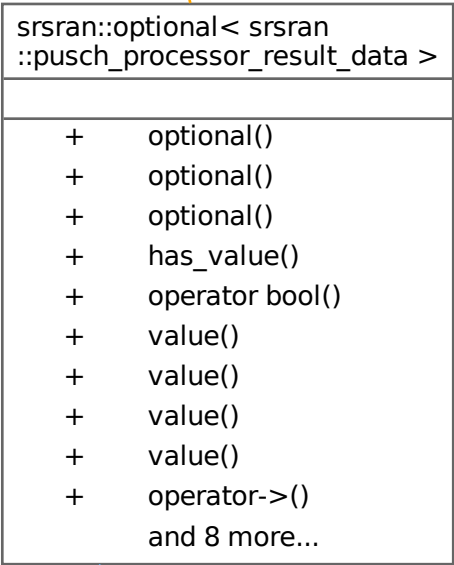 srsran::optional< srsran
::pusch_processor_result_data >
+ optional()
+ optional()
+ optional()
+ has_value()
+ operator bool()
+ value()
+ value()
+ value()
+ value()
+ operator->()
and 8 more...